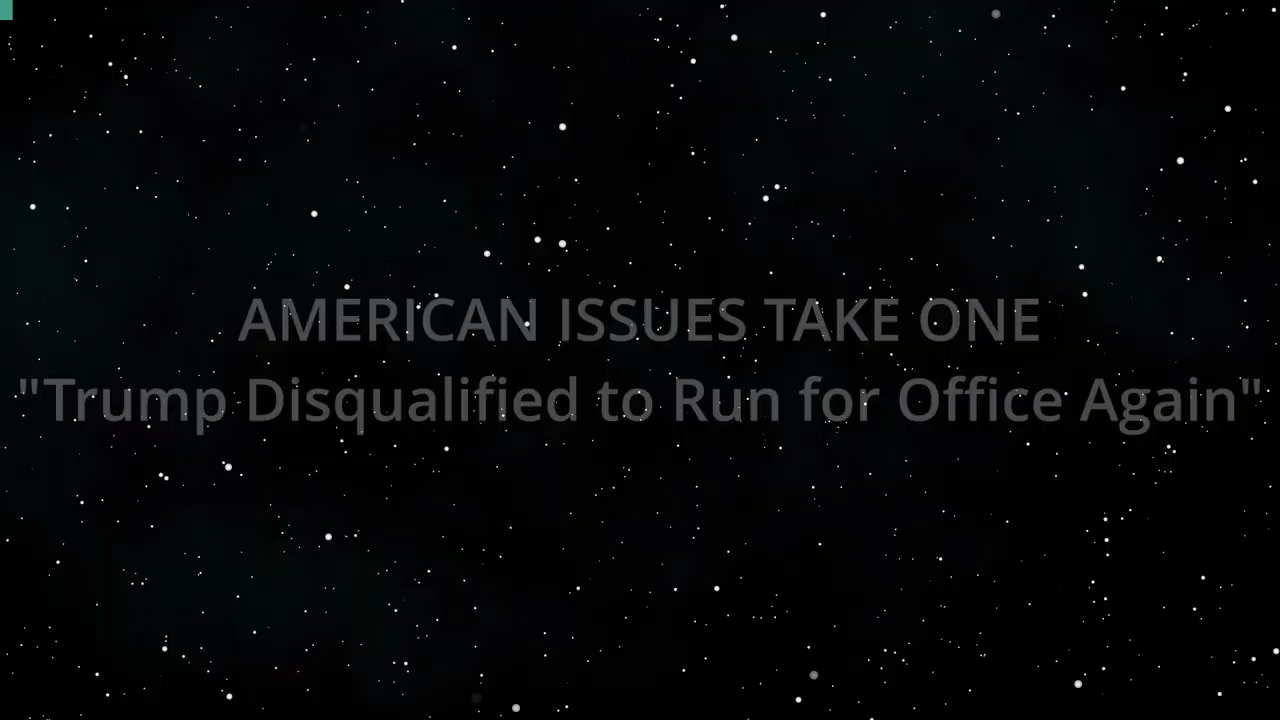 AMERICAN ISSUES TAKE ONE
"Trump Disqualified to Run for Office Again"